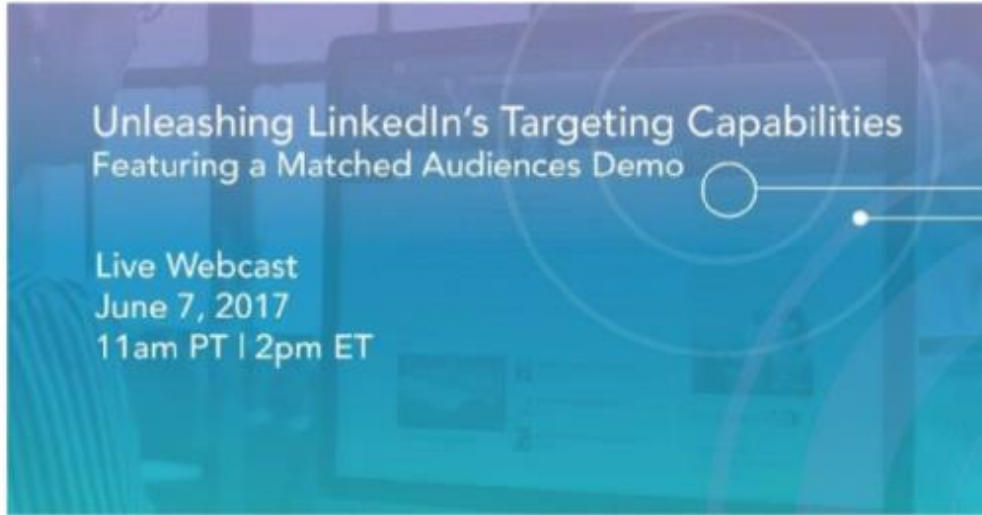 Unleashing LinkedIn's Targeting Capabilities
Featuring a Matched Audiences Demo
Live Webcast
June 7, 2017
11am PT | 2pm ET